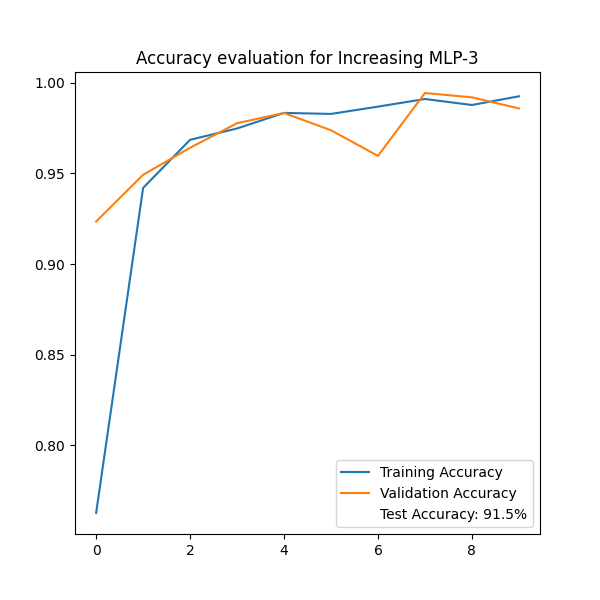 Accuracy evaluation for Increasing MLP-3
1.00
0.95
0.90
0.85
0.80
Training Accuracy
Validation Accuracy
Test Accuracy: 91.5%
0 2 4 6 8